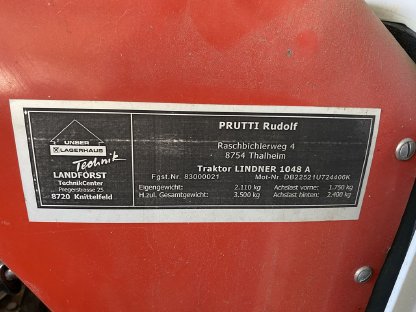 UNSER
LAGERHAUS
Technik
LANDFORST
TechnikCenter
8720 Knittelfeld
PRUTTI Rudolf
Raschbichlerweg 4
8754 Thalheim
Traktor LINDNER 1048 A
Fgst.Nr. 83000021 Mot-Nr. DB22521U724406K
Eigengewicht: 2.110 kg Achslast vorne: 1.750 kg
H.zul. Gesamtgewicht: 3.500 kg Achslast hinten: 2.400 kg